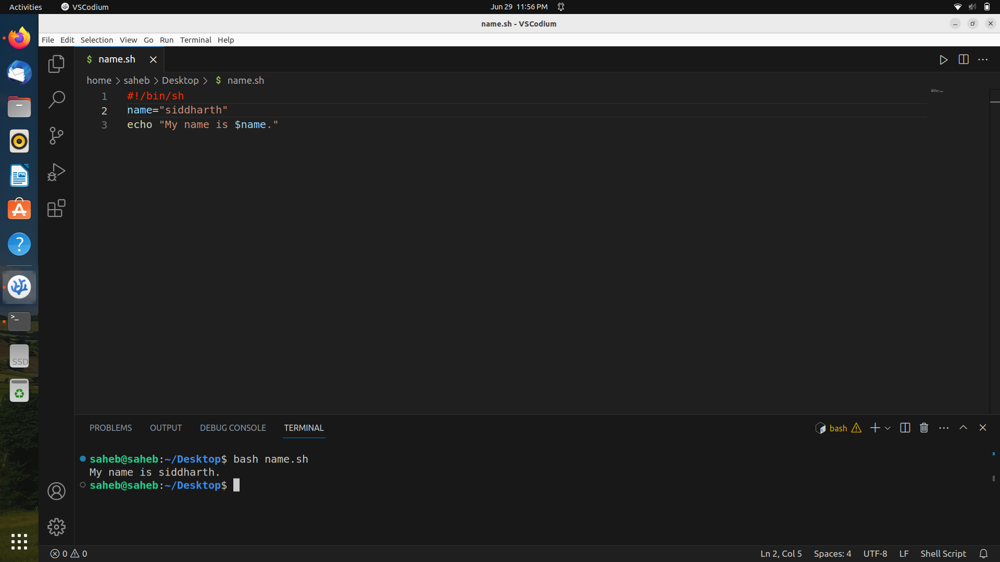 Activities VSCodium Jun 29 11:56 PM
name.sh - VSCodium
File Edit Selection View Go Run Terminal Help
$ name.sh
home > saheb > Desktop > $ name.sh
1 #!/bin/sh
2 name="siddharth"
3 echo "My name is $name."
SSD
PROBLEMS OUTPUT DEBUG CONSOLE TERMINAL
bash
saheb@saheb:~/Desktop$ bash name.sh
My name is siddharth.
saheb@saheb:~/Desktop$
0 0 Ln 2, Col 5 Spaces: 4 UTF-8 LF Shell Script